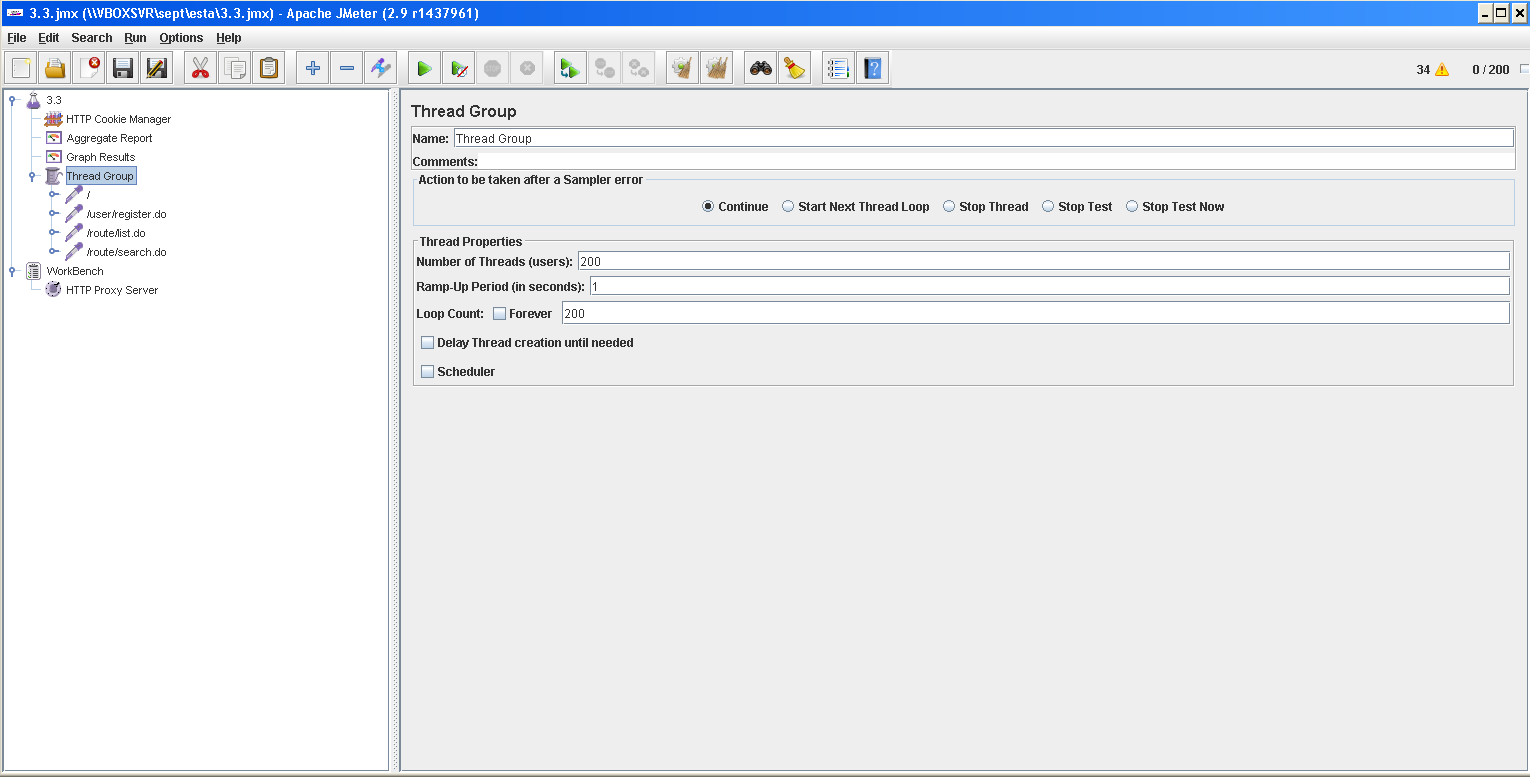 3.3.jmx (\\VBOXSVR\sept\esta\3.3.jmx) - Apache JMeter (2.9 r1437961)
File Edit Search Run Options Help
34 0 / 200
3.3
HTTP Cookie Manager
Aggregate Report
Graph Results
Thread Group
/
/user/register.do
/route/list.do
/route/search.do
WorkBench
HTTP Proxy Server
Thread Group
Name: Thread Group
Comments:
Action to be taken after a Sampler error
Continue Start Next Thread Loop Stop Thread Stop Test Stop Test Now
Thread Properties
Number of Threads (users): 200
Ramp-Up Period (in seconds): 1
Loop Count: Forever 200
Delay Thread creation until needed
Scheduler